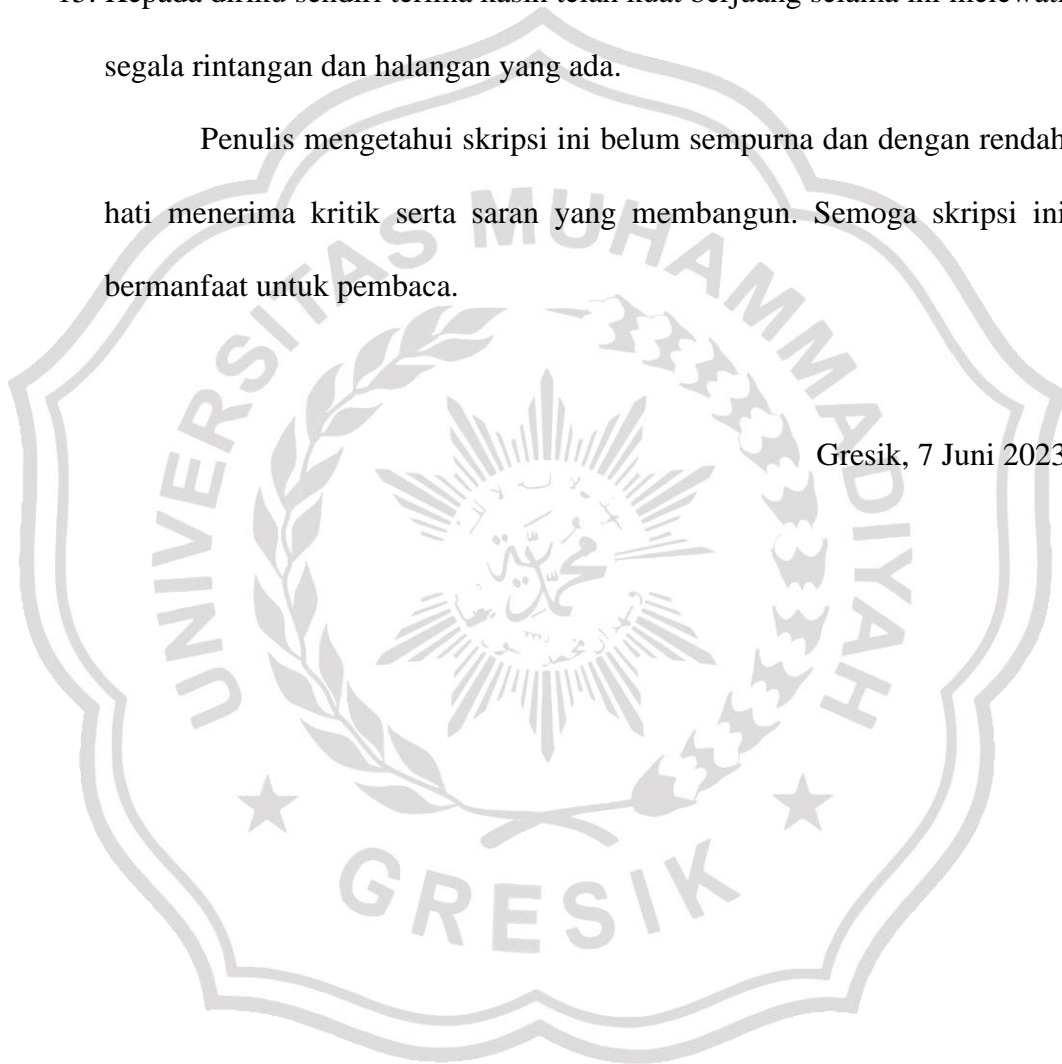 segala rintangan dan halangan yang ada.
Penulis mengetahui skripsi ini belum sempurna dan dengan rendah
hati menerima kritik serta saran yang membangun. Semoga skripsi ini
bermanfaat untuk pembaca.
Gresik, 7 Juni 2023
UNIVERSITAS MUHAMMADIYAH
محمدية
GRESIK